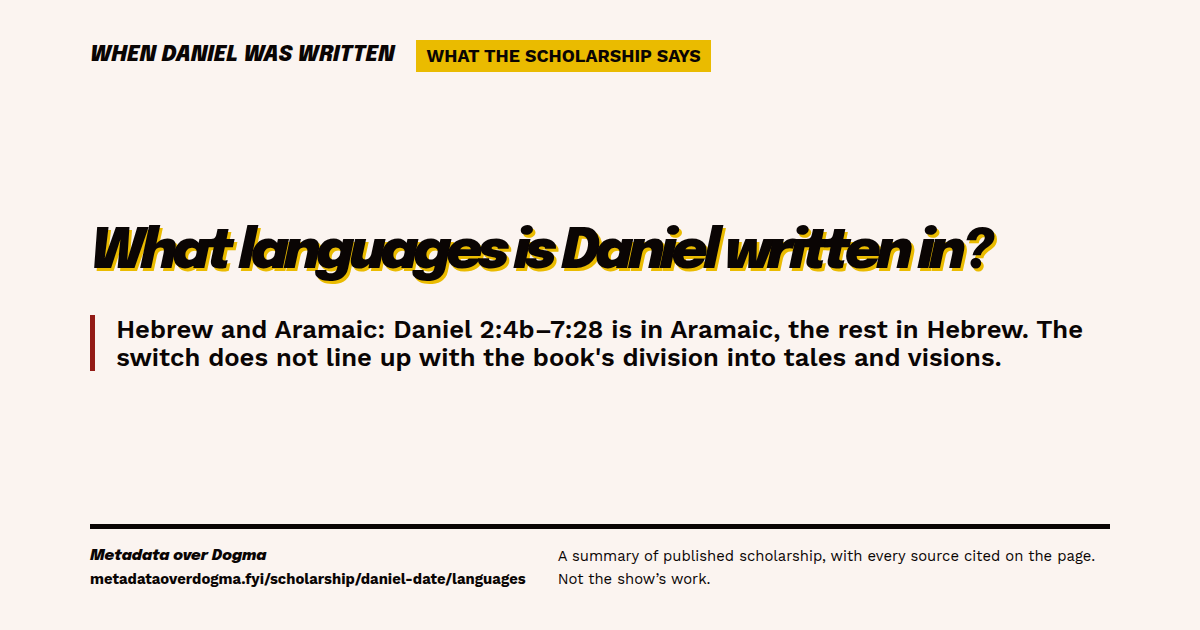 WHEN DANIEL WAS WRITTEN
WHAT THE SCHOLARSHIP SAYS
What languages is Daniel written in?
Hebrew and Aramaic: Daniel 2:4b–7:28 is in Aramaic, the rest in Hebrew. The
switch does not line up with the book's division into tales and visions.
Metadata over Dogma
metadataoverdogma.fyi/scholarship/daniel-date/languages
A summary of published scholarship, with every source cited on the page.
Not the show’s work.